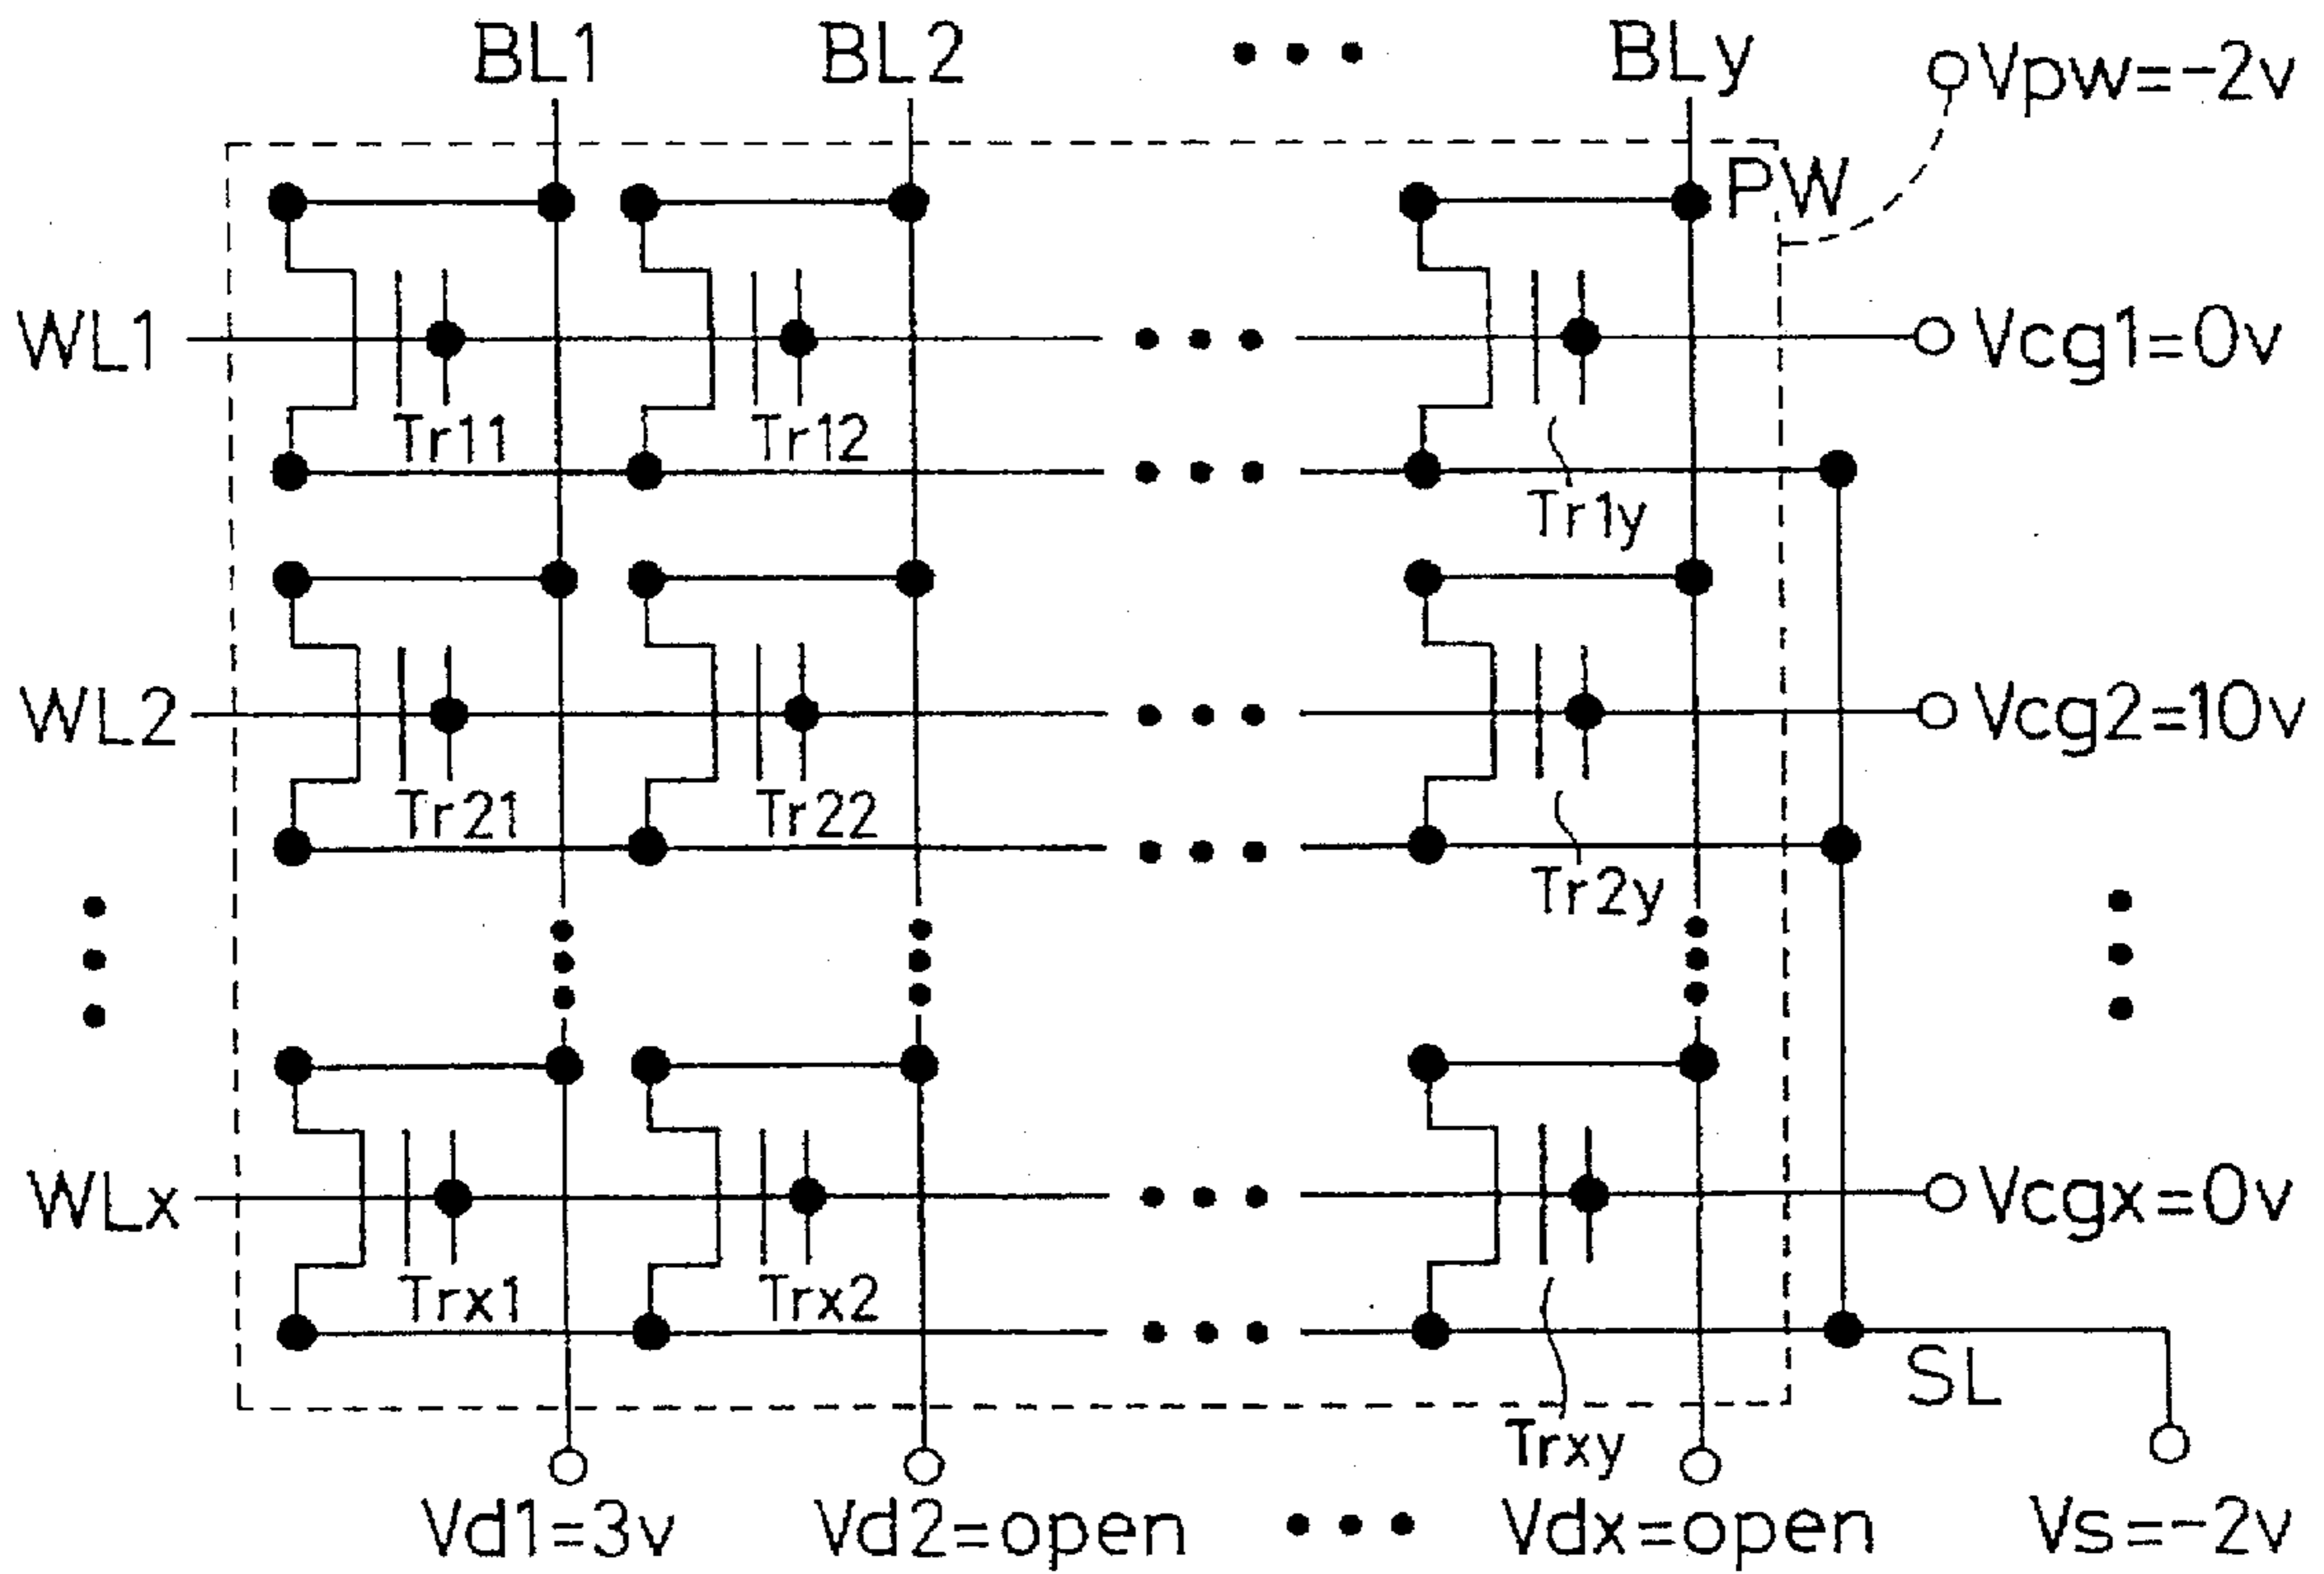 BL1 BL2 ... BLy Vpw=-2v
PW
WL1 Vcg1=0v
Tr11 Tr12
Tr1y
WL2 Vcg2=10v
Tr21 Tr22
Tr2y
WLx Vcgx=0v
Trx1 Trx2
SL
Trxy
Vd1=3v Vd2=open ... Vdx=open Vs=-2v